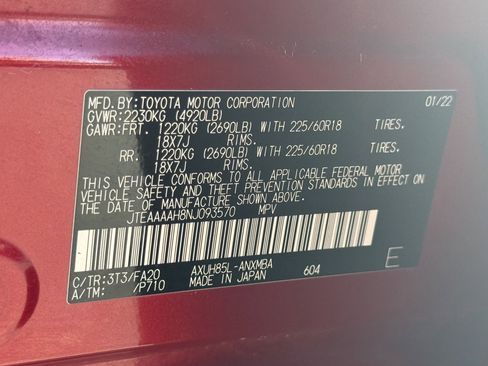 MFD. BY: TOYOTA MOTOR CORPORATION 01/22
GVWR: 2230KG (4920LB)
GAWR: FRT. 1220KG (2690LB) WITH 225/60R18 TIRES.
18X7J RIMS.
RR. 1220KG (2690LB) WITH 225/60R18 TIRES.
18X7J RIMS.
THIS VEHICLE CONFORMS TO ALL APPLICABLE FEDERAL MOTOR
VEHICLE SAFETY AND THEFT PREVENTION STANDARDS IN EFFECT
ON THE DATE OF MANUFACTURE SHOWN ABOVE.
JTEAAAAH8NJ093570 MPV
C/TR: 3T3/FA20 AXUH85L-ANXMBA 604 E
A/TM: /P710 MADE IN JAPAN